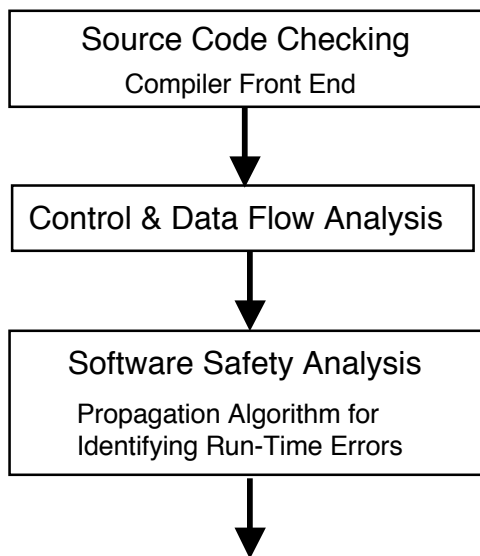 Source Code Checking
Compiler Front End
Control & Data Flow Analysis
Software Safety Analysis
Propagation Algorithm for
Identifying Run-Time Errors